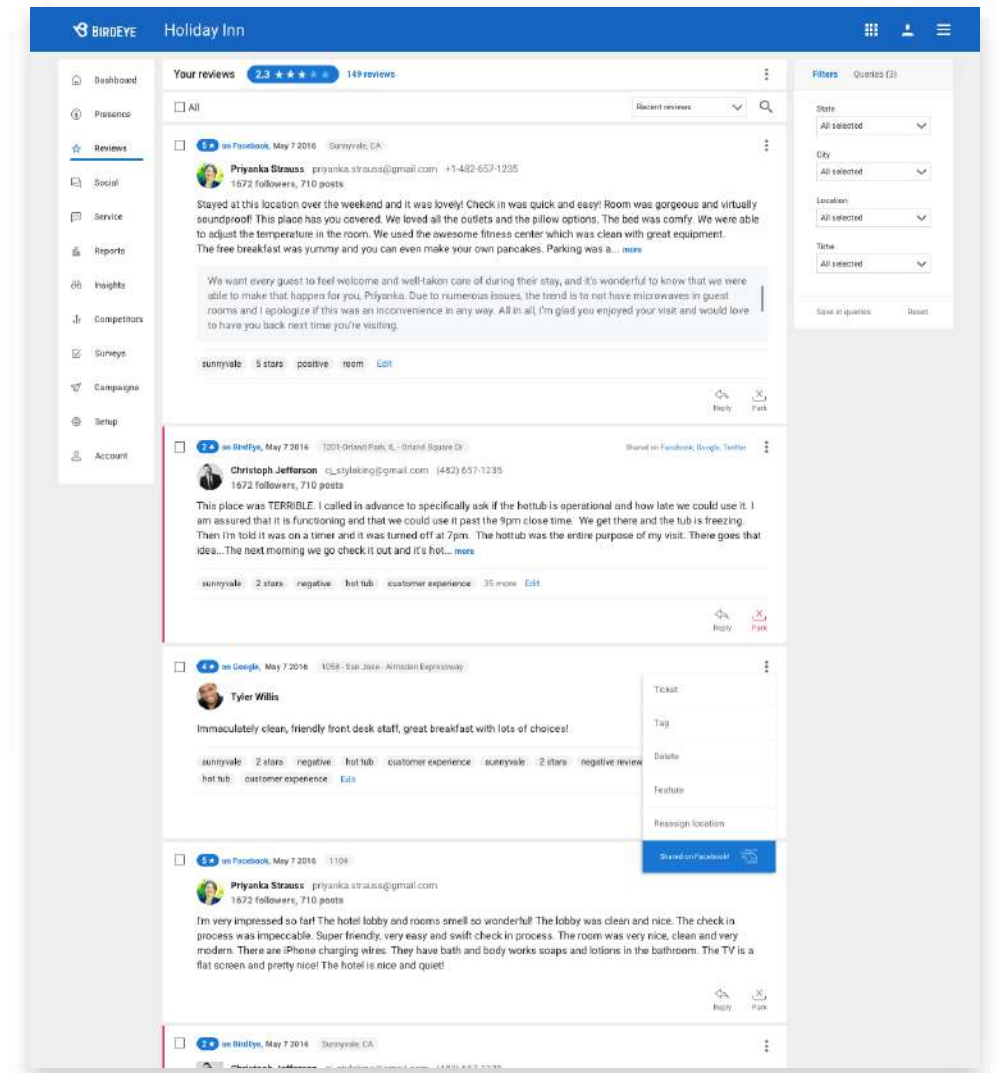 BIRDEYE Holiday Inn
Dashboard
Presence
Reviews
Social
Service
Reports
Insights
Competitors
Surveys
Campaigns
Setup
Account
Your reviews 2.3 149 reviews
All Recent reviews
5 on Facebook, May 7 2016 Sunnyvale, CA
Priyanka Strauss priyanka.strauss@gmail.com +1-482-657-1235
1672 followers, 710 posts
Stayed at this location over the weekend and it was lovely! Check in was quick and easy! Room was gorgeous and virtually
soundproof! This place has you covered. We loved all the outlets and the pillow options. The bed was comfy. We were able
to adjust the temperature in the room. We used the awesome fitness center which was clean with great equipment.
The free breakfast was yummy and you can even make your own pancakes. Parking was a... more
We want every guest to feel welcome and well-taken care of during their stay, and it's wonderful to know that we were
able to make that happen for you, Priyanka. Due to numerous issues, the trend is to not have microwaves in guest
rooms and I apologize if this was an inconvenience in any way. All in all, I'm glad you enjoyed your visit and would love
to have you back next time you're visiting.
sunnyvale 5 stars positive room Edit
Reply Park
2 on BirdEye, May 7 2016 1201-Orland Park, IL - Orland Square Dr Shared on Facebook, Google, Twitter
Christoph Jefferson cj_styleking@gmail.com (482) 657-1235
1672 followers, 710 posts
This place was TERRIBLE. I called in advance to specifically ask if the hottub is operational and how late we could use it. I
am assured that it is functioning and that we could use it past the 9pm close time. We get there and the tub is freezing.
Then I'm told it was on a timer and it was turned off at 7pm. The hottub was the entire purpose of my visit. There goes that
idea...The next morning we go check it out and it's hot... more
sunnyvale 2 stars negative hot tub customer experience 35 more Edit
Reply Park
4 on Google, May 7 2016 1058 - San Jose - Almaden Expressway
Tyler Willis
Immaculately clean, friendly front desk staff, great breakfast with lots of choices!
sunnyvale 2 stars negative hot tub customer experience sunnyvale 2 stars negative review
hot tub customer experience Edit
Ticket
Tag
Delete
Feature
Reassign location
Shared on Facebook!
5 on Facebook, May 7 2016 1104
Priyanka Strauss priyanka.strauss@gmail.com
1672 followers, 710 posts
I'm very impressed so far! The hotel lobby and rooms smell so wonderful! The lobby was clean and nice. The check in
process was impeccable. Super friendly, very easy and swift check in process. The room was very nice, clean and very
modern. There are iPhone charging wires. They have bath and body works soaps and lotions in the bathroom. The TV is a
flat screen and pretty nice! The hotel is nice and quiet!
Reply Park
2 on BirdEye, May 7 2016 Sunnyvale, CA
Filters Queries (3)
State
All selected
City
All selected
Location
All selected
Time
All selected
Save in queries Reset